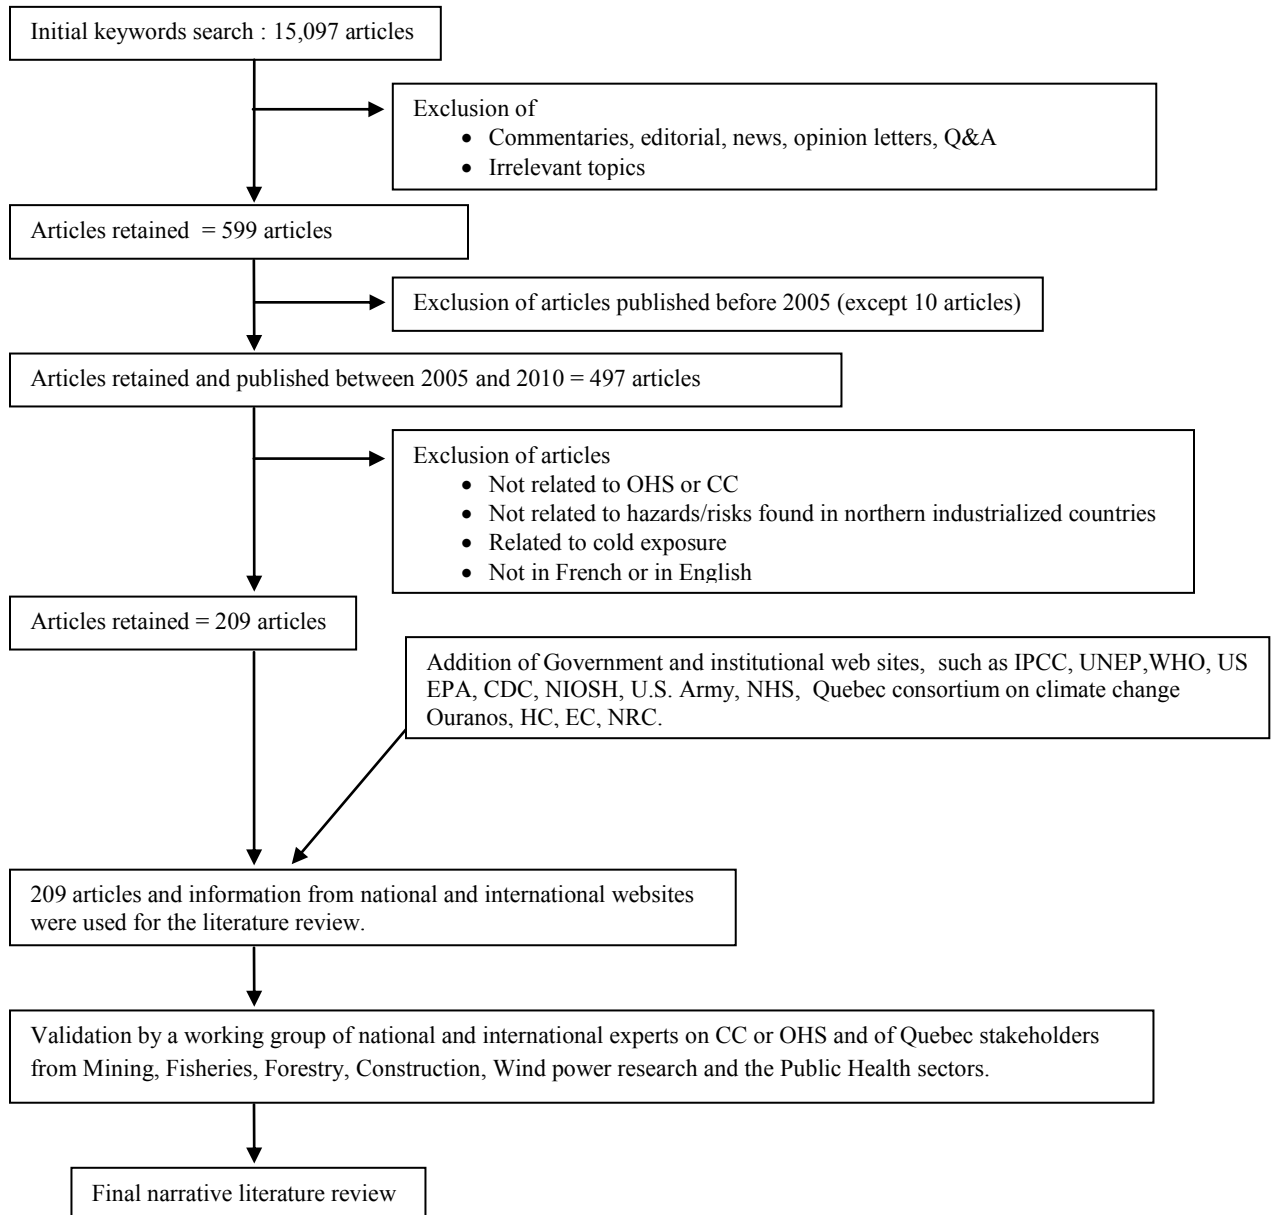 Initial keywords search : 15,097 articles
Exclusion of
• Commentaries, editorial, news, opinion letters, Q&A
• Irrelevant topics
Articles retained  = 599 articles
Exclusion of articles published before 2005 (except 10 articles)
Articles retained and published between 2005 and 2010 = 497 articles
Exclusion of articles
• Not related to OHS or CC
• Not related to hazards/risks found in northern industrialized countries
• Related to cold exposure
• Not in French or in English
Articles retained = 209 articles
Addition of Government and institutional web sites,  such as IPCC, UNEP,WHO, US
EPA, CDC, NIOSH, U.S. Army, NHS,  Quebec consortium on climate change
Ouranos, HC, EC, NRC.
209 articles and information from national and international websites
were used for the literature review.
Validation by a working group of national and international experts on CC or OHS and of Quebec stakeholders
from Mining, Fisheries, Forestry, Construction, Wind power research and the Public Health sectors.
Final narrative literature review